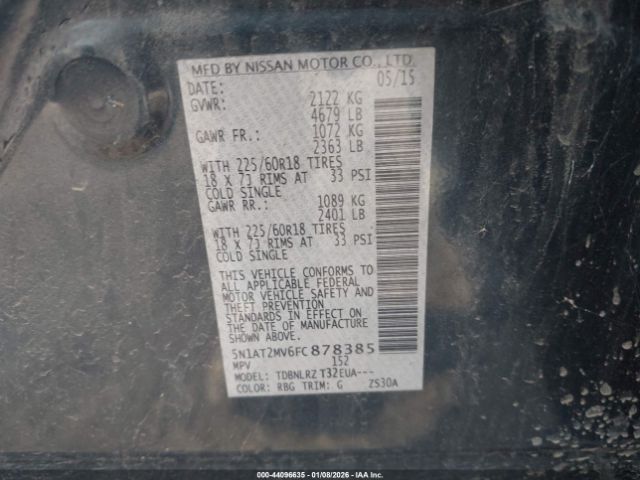 MFD BY NISSAN MOTOR CO., LTD.
DATE: 05/15
GVWR: 2122 KG
4679 LB
GAWR FR.: 1072 KG
2363 LB
WITH 225/60R18 TIRES
18 X 7J RIMS AT 33 PSI
COLD SINGLE
GAWR RR.: 1089 KG
2401 LB
WITH 225/60R18 TIRES
18 X 7J RIMS AT 33 PSI
COLD SINGLE
THIS VEHICLE CONFORMS TO
ALL APPLICABLE FEDERAL
MOTOR VEHICLE SAFETY AND
THEFT PREVENTION
STANDARDS IN EFFECT ON
THE DATE OF MANUFACTURE
SHOWN ABOVE.
5N1AT2MV6FC878385
MPV 152
MODEL: TDBNLRZ T32EUA---
COLOR: RBG TRIM: G ZS30A
000-44096635 - 01/08/2026 - IAA, Inc.